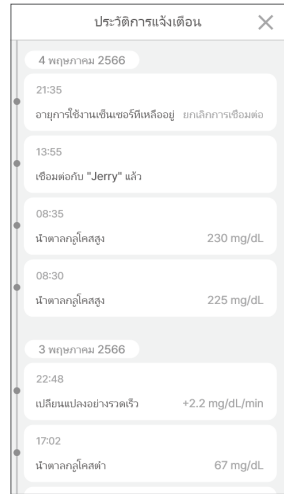 ประวัติการแจ้งเตือน
4 พฤษภาคม 2566
21:35
อายุการใช้งานเซ็นเซอร์ที่เหลืออยู่ ยกเลิกการเชื่อมต่อ
13:55
เชื่อมต่อกับ "Jerry" แล้ว
08:35
น้ำตาลกลูโคสสูง 230 mg/dL
08:30
น้ำตาลกลูโคสสูง 225 mg/dL
3 พฤษภาคม 2566
22:48
เปลี่ยนแปลงอย่างรวดเร็ว +2.2 mg/dL/min
17:02
น้ำตาลกลูโคสต่ำ 67 mg/dL